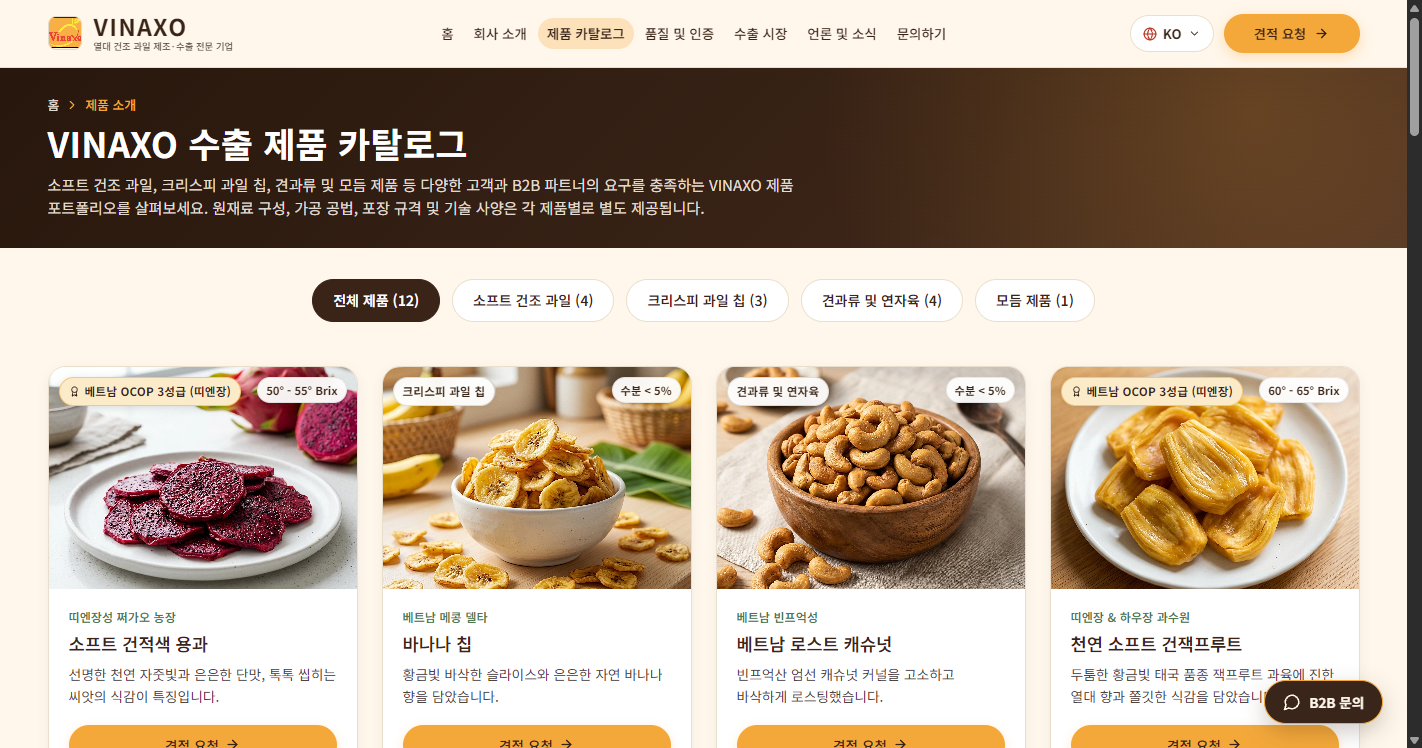 Vinaxo
VINAXO
열대 건조 과일 제조·수출 전문 기업
홈
회사 소개
제품 카탈로그
품질 및 인증
수출 시장
언론 및 소식
문의하기
KO
견적 요청
홈 > 제품 소개
VINAXO 수출 제품 카탈로그
소프트 건조 과일, 크리스피 과일 칩, 견과류 및 모듬 제품 등 다양한 고객과 B2B 파트너의 요구를 충족하는 VINAXO 제품
포트폴리오를 살펴보세요. 원재료 구성, 가공 공법, 포장 규격 및 기술 사양은 각 제품별로 별도 제공됩니다.
전체 제품 (12)
소프트 건조 과일 (4)
크리스피 과일 칩 (3)
견과류 및 연자육 (4)
모듬 제품 (1)
베트남 OCOP 3성급 (띠엔장)
50° - 55° Brix
띠엔장성 쩌가오 농장
소프트 건적색 용과
선명한 천연 자줏빛과 은은한 단맛, 톡톡 씹히는
씨앗의 식감이 특징입니다.
견적 요청
크리스피 과일 칩
수분 < 5%
베트남 메콩 델타
바나나 칩
황금빛 바삭한 슬라이스와 은은한 자연 바나나
향을 담았습니다.
견적 요청
견과류 및 연자육
수분 < 5%
베트남 빈프억성
베트남 로스트 캐슈넛
빈프억산 엄선 캐슈넛 커널을 고소하고
바삭하게 로스팅했습니다.
견적 요청
베트남 OCOP 3성급 (띠엔장)
60° - 65° Brix
띠엔장 & 하우장 과수원
천연 소프트 건잭프루트
두툼한 황금빛 태국 품종 잭프루트 과육에 진한
열대 향과 쫄깃한 식감을 담았습니
견적 요청
B2B 문의